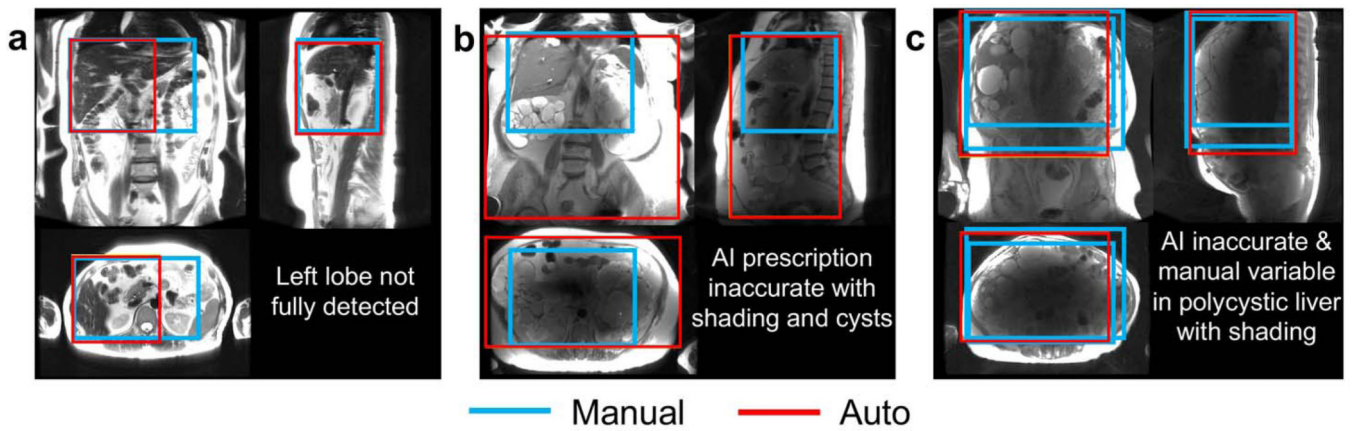 a
Left lobe not
fully detected
b
AI prescription
inaccurate with
shading and cysts
c
AI inaccurate &
manual variable
in polycystic liver
with shading
Manual
Auto